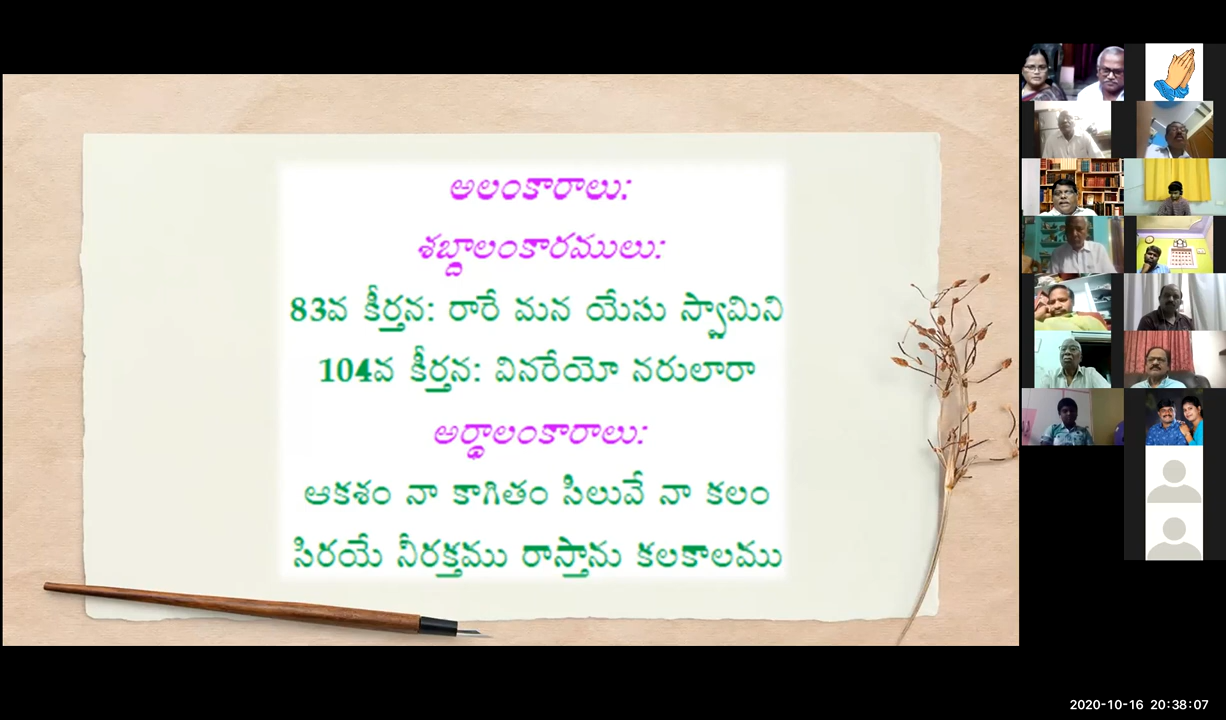 అలంకారాలు:
శబ్దాలంకారములు:
83వ కీర్తన: రారే మన యేసు స్వామిని
104వ కీర్తన: వినరేయో నరులారా
అర్థాలంకారాలు:
ఆకశం నా కాగితం సిలువే నా కలం
సిరయే నీరక్తము రాస్తాను కలకాలము
2020-10-16 20:38:07